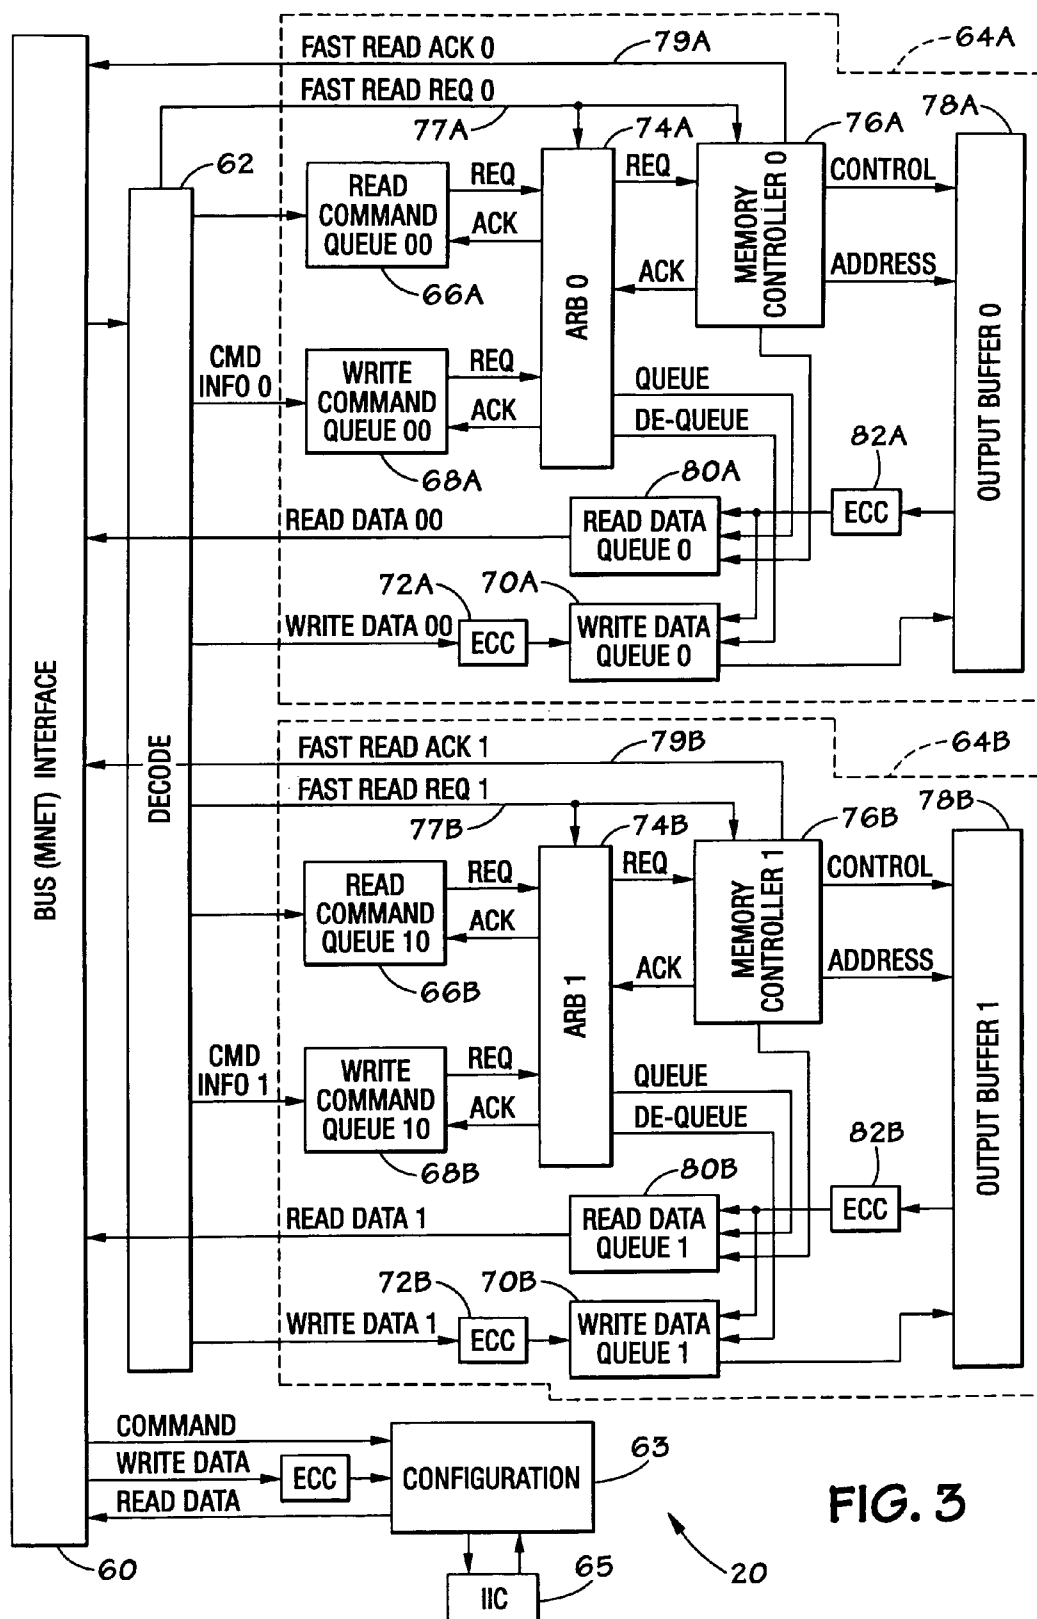 FAST READ ACK 0
79A
64A
FAST READ REQ 0
77A
74A
76A
78A
62
READ
COMMAND
QUEUE 00
REQ
ACK
66A
REQ
ACK
ARB 0
MEMORY
CONTROLLER 0
CONTROL
ADDRESS
OUTPUT BUFFER 0
CMD
INFO 0
WRITE
COMMAND
QUEUE 00
REQ
ACK
68A
QUEUE
DE-QUEUE
82A
ECC
80A
READ DATA 00
READ DATA
QUEUE 0
72A
70A
WRITE DATA 00
ECC
WRITE DATA
QUEUE 0
BUS (MNET) INTERFACE
DECODE
FAST READ ACK 1
79B
64B
FAST READ REQ 1
77B
74B
76B
78B
READ
COMMAND
QUEUE 10
REQ
ACK
66B
REQ
ACK
ARB 1
MEMORY
CONTROLLER 1
CONTROL
ADDRESS
OUTPUT BUFFER 1
CMD
INFO 1
WRITE
COMMAND
QUEUE 10
REQ
ACK
68B
QUEUE
DE-QUEUE
82B
ECC
80B
READ DATA 1
READ DATA
QUEUE 1
72B
70B
WRITE DATA 1
ECC
WRITE DATA
QUEUE 1
COMMAND
WRITE DATA
ECC
READ DATA
CONFIGURATION
63
60
IIC
65
20
FIG. 3